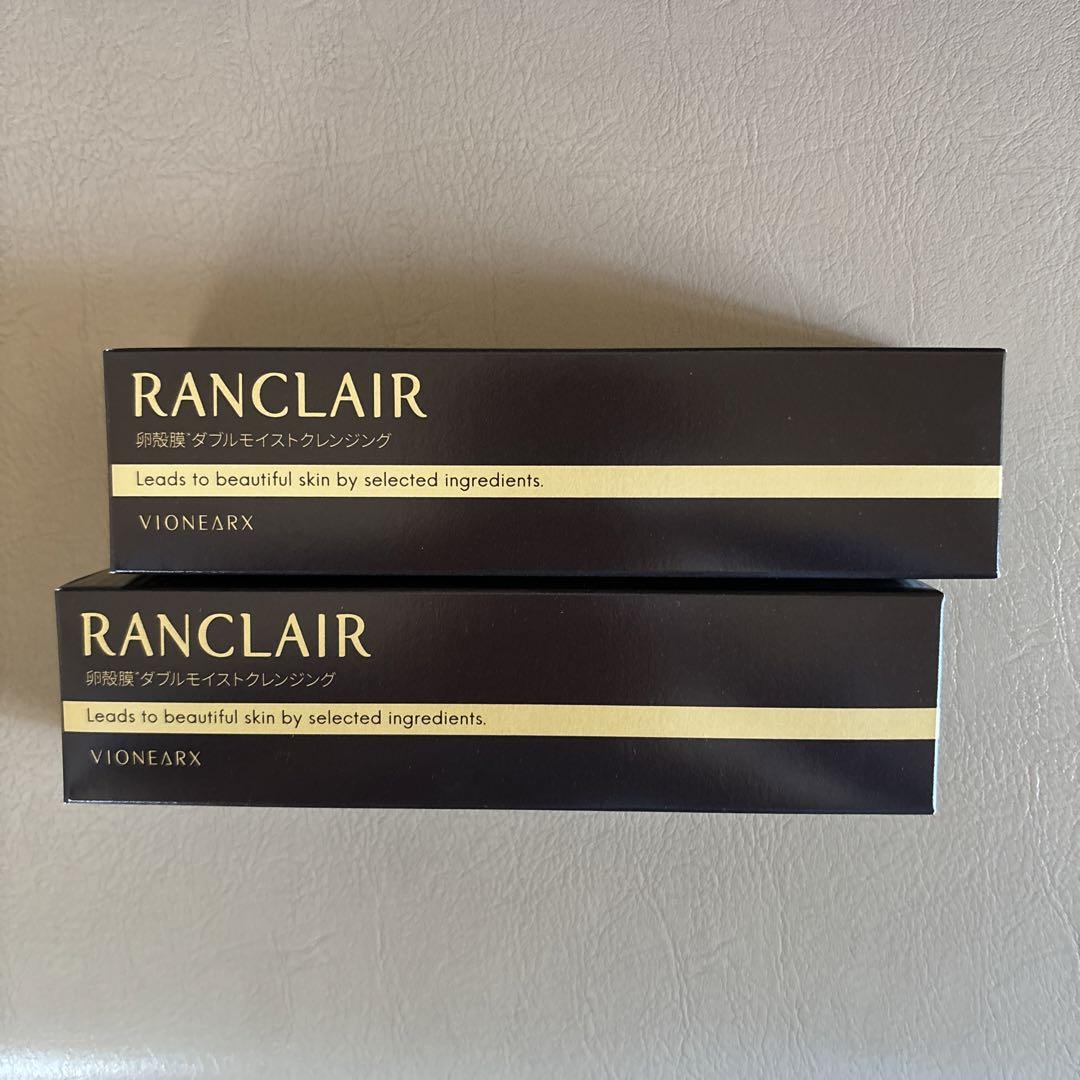 RANCLAIR
卵殻膜*ダブルモイストクレンジング
Leads to beautiful skin by selected ingredients.
VIONEARX
RANCLAIR
卵殻膜*ダブルモイストクレンジング
Leads to beautiful skin by selected ingredients.
VIONEARX